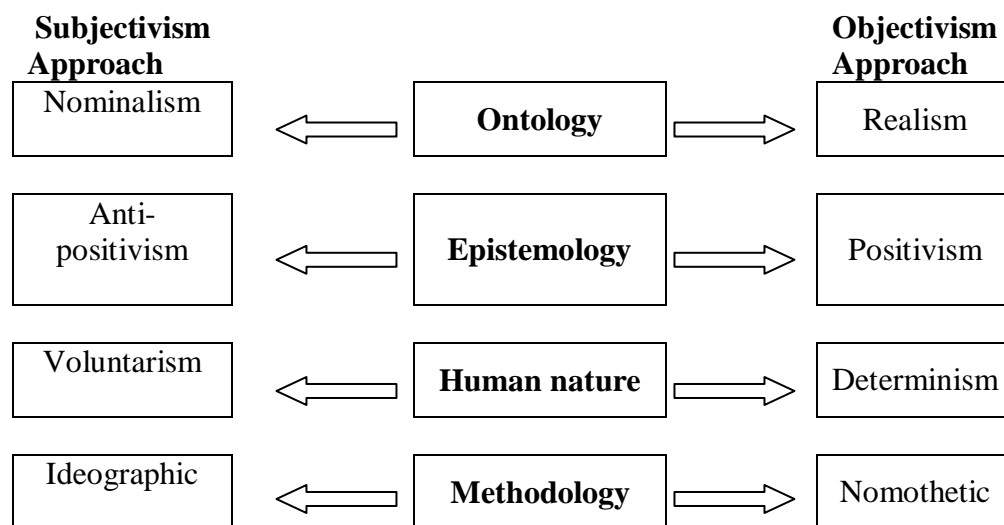 Subjectivism Approach
Objectivism Approach
Nominalism
Ontology
Realism
Anti-
positivism
Epistemology
Positivism
Voluntarism
Human nature
Determinism
Ideographic
Methodology
Nomothetic